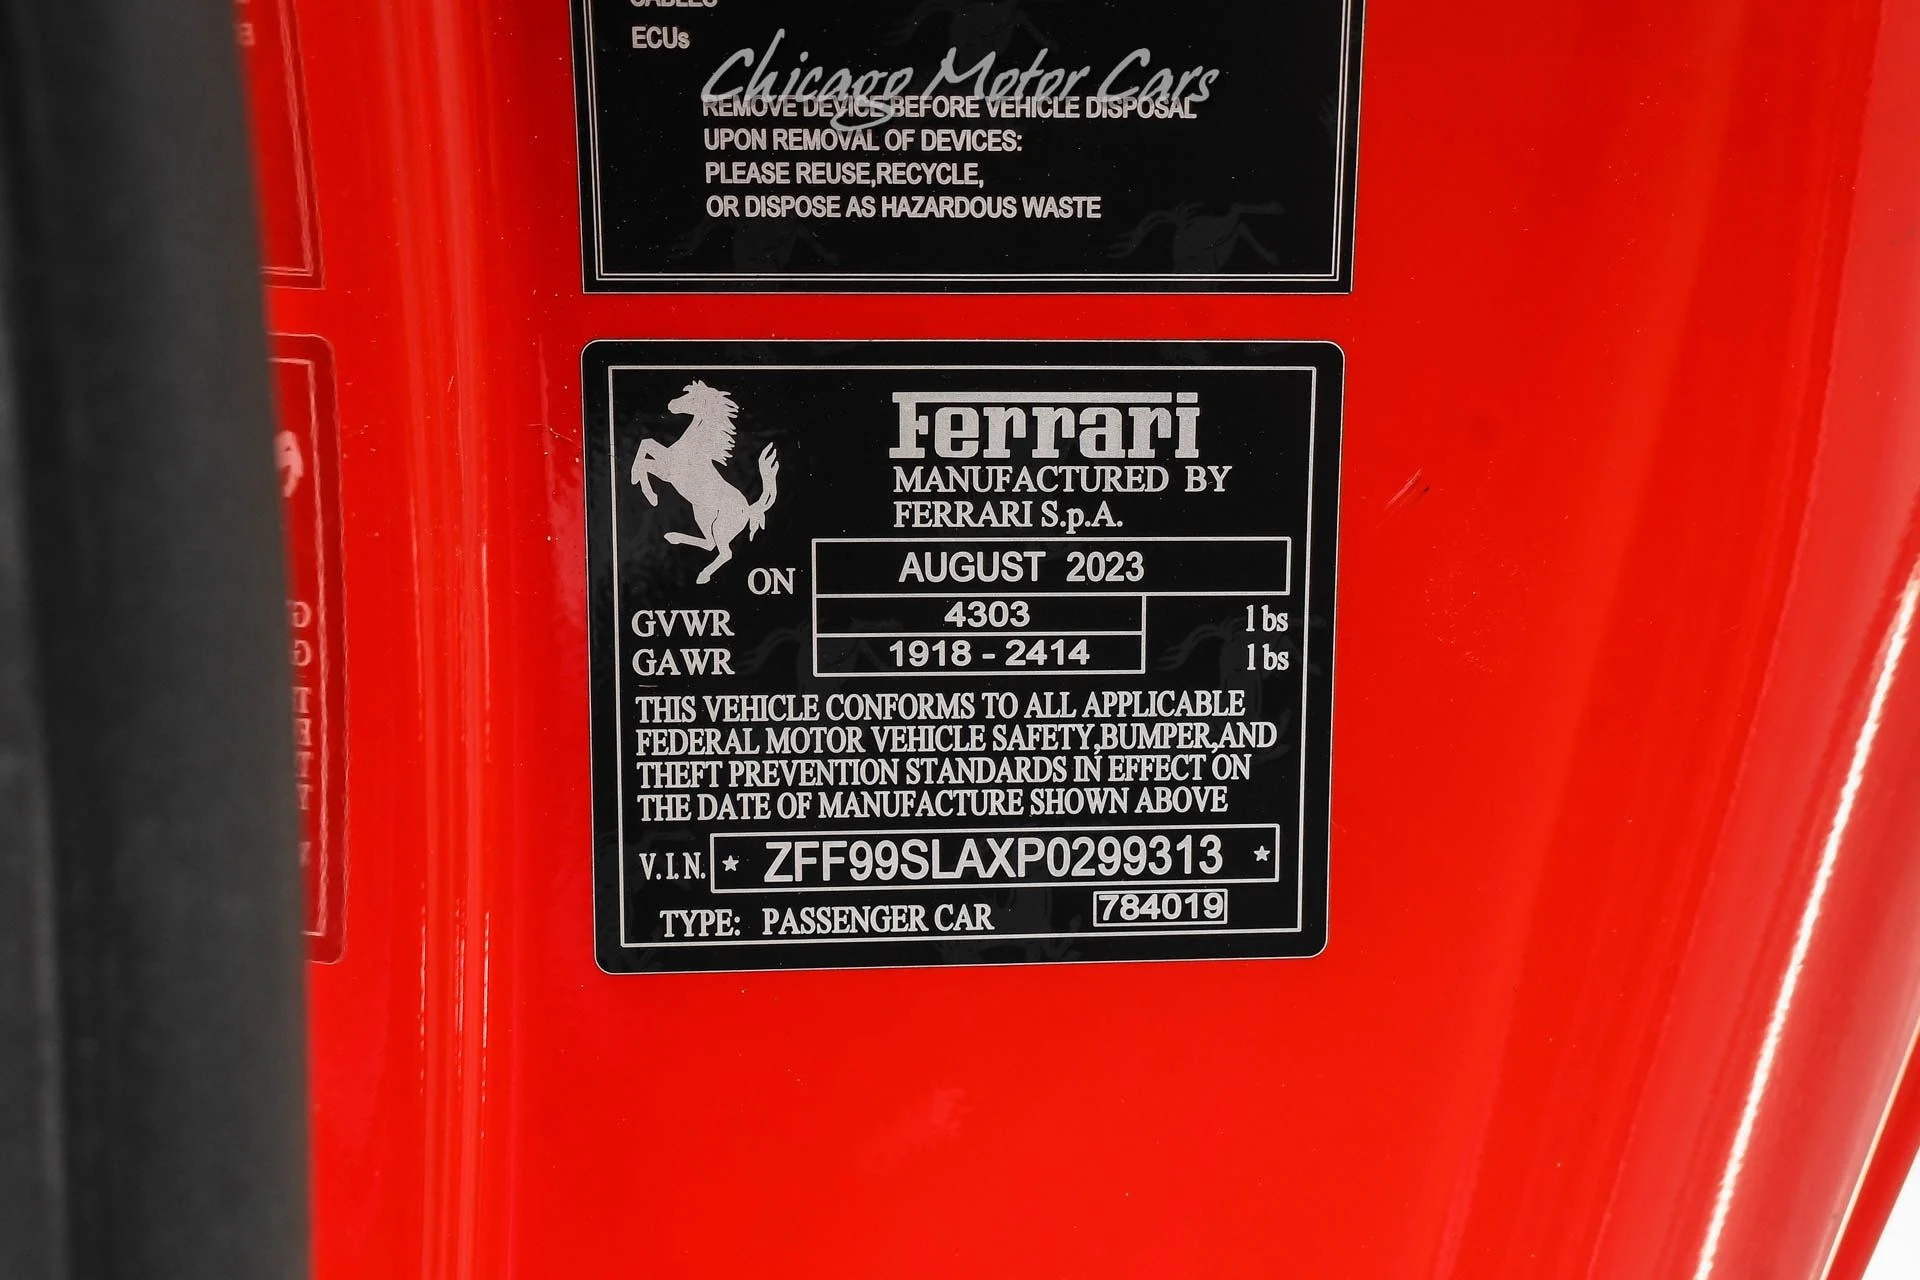 ECUs
Chicago Motor Cars
REMOVE DEVICE BEFORE VEHICLE DISPOSAL
UPON REMOVAL OF DEVICES:
PLEASE REUSE,RECYCLE,
OR DISPOSE AS HAZARDOUS WASTE
Ferrari
MANUFACTURED BY
FERRARI S.p.A.
ON AUGUST 2023
GVWR 4303 lbs
GAWR 1918 - 2414 lbs
THIS VEHICLE CONFORMS TO ALL APPLICABLE
FEDERAL MOTOR VEHICLE SAFETY,BUMPER,AND
THEFT PREVENTION STANDARDS IN EFFECT ON
THE DATE OF MANUFACTURE SHOWN ABOVE
V.I.N. * ZFF99SLAXP0299313 *
TYPE: PASSENGER CAR 784019